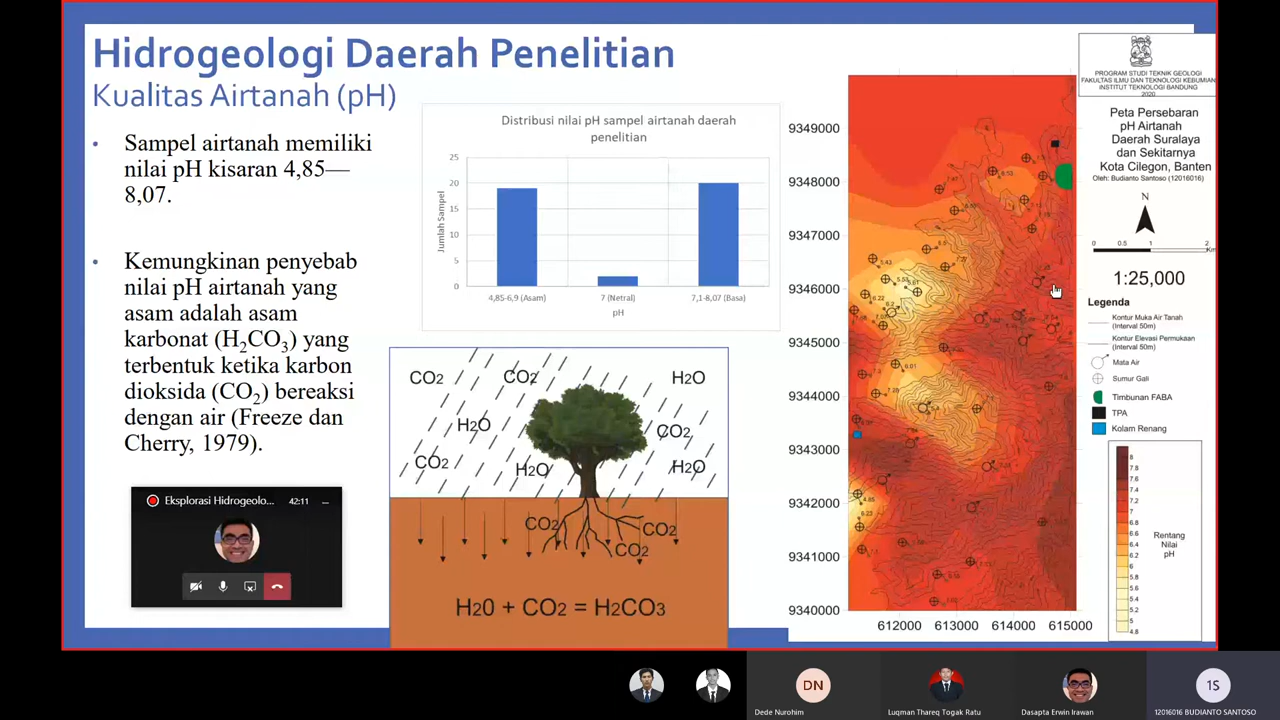 Hidrogeologi Daerah Penelitian
Kualitas Airtanah (pH)
• Sampel airtanah memiliki
nilai pH kisaran 4,85—
8,07.
• Kemungkinan penyebab
nilai pH airtanah yang
asam adalah asam
karbonat (H2CO3) yang
terbentuk ketika karbon
dioksida (CO2) bereaksi
dengan air (Freeze dan
Cherry, 1979).
Eksplorasi Hidrogeolo... 42:11 ...
Distribusi nilai pH sampel airtanah daerah
penelitian
Jumlah Sampel
25
20
15
10
5
0
4,85-6,9 (Asam) 7 (Netral) 7,1-8,07 (Basa)
pH
CO2 CO2 H2O
H2O CO2
CO2 H2O H2O
CO2 CO2
CO2
H20 + CO2 = H2CO3
9349000
9348000
9347000
9346000
9345000
9344000
9343000
9342000
9341000
9340000
612000 613000 614000 615000
PROGRAM STUDI TEKNIK GEOLOGI
FAKULTAS ILMU DAN TEKNOLOGI KEBUMIAN
INSTITUT TEKNOLOGI BANDUNG
2020
Peta Persebaran
pH Airtanah
Daerah Suralaya
dan Sekitarnya
Kota Cilegon, Banten
Oleh: Budianto Santoso (12016016)
N
0 0.5 1 2
Km
1:25,000
Legenda
Kontur Muka Air Tanah
(Interval 50m)
Kontur Elevasi Permukaan
(Interval 50m)
Mata Air
Sumur Gali
Timbunan FABA
TPA
Kolam Renang
8
7.8
7.6
7.4
7.2
7
6.8
6.6
6.4
6.2
6
5.8
5.6
5.4
5.2
5
4.8
Rentang
Nilai
pH
DN
1S
Dede Nurohim
Luqman Thareq Togak Ratu
Dasapta Erwin Irawan
12016016 BUDIANTO SANTOSO